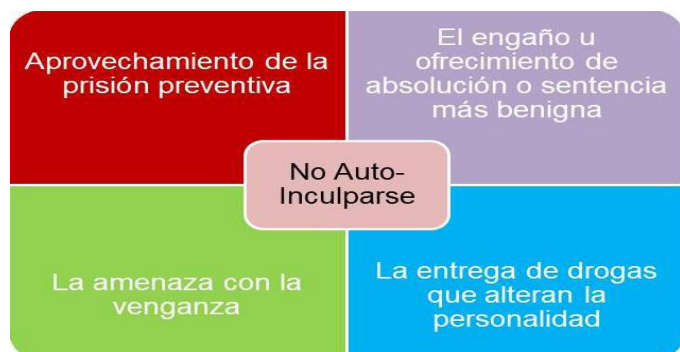 Aprovechamiento de la
prisión preventiva
El engaño u
ofrecimiento de
absolución o sentencia
más benigna
No Auto-
Inculparse
La amenaza con la
venganza
La entrega de drogas
que alteran la
personalidad